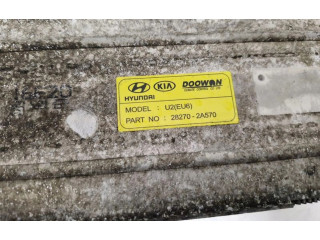 HYUNDAI KIA DOOWON
MODEL : U2(EU6)
PART NO : 28270-2A570